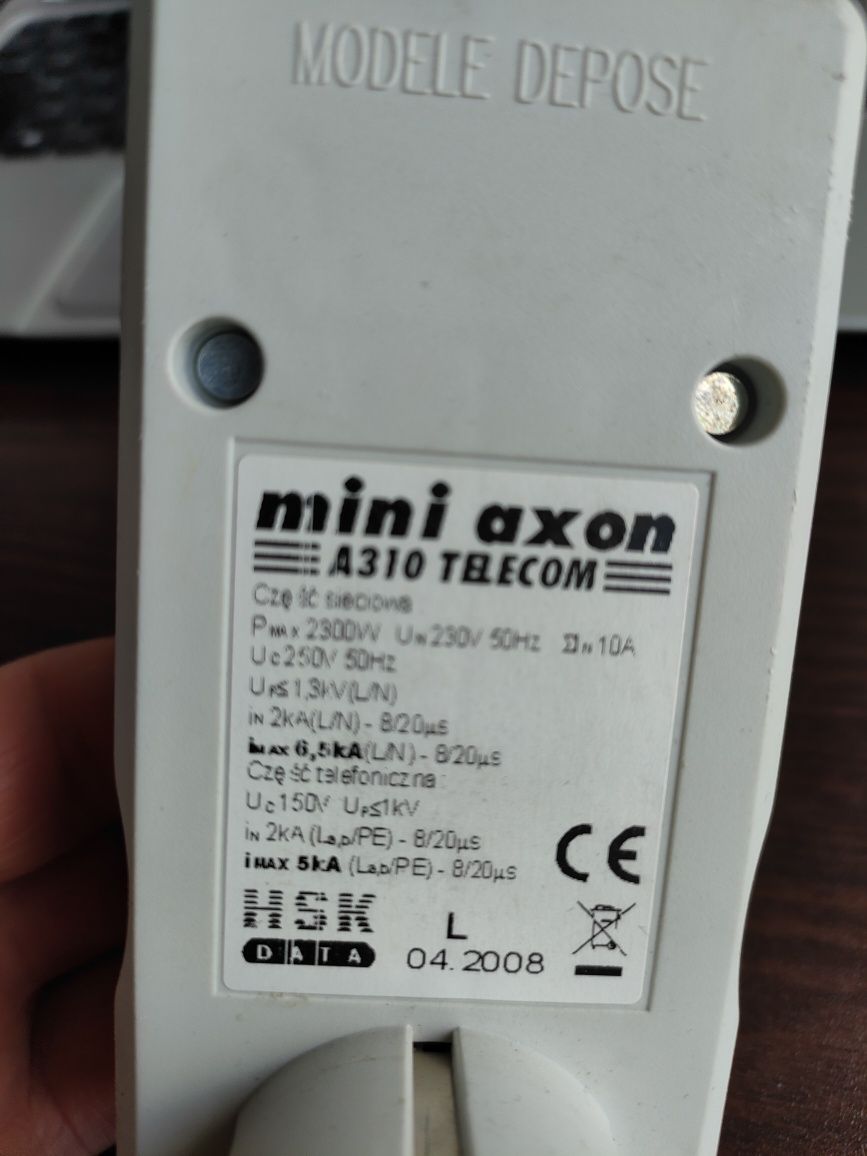 MODELE DEPOSE
mini axon
A310 TELECOM
Część sieciowa
PMAX 2300W UN 230V 50Hz ΣIN 10A
UC 250V 50Hz
UP≤1,3kV(L/N)
iN 2kA(L/N) - 8/20µs
iMAX 6,5kA(L/N) - 8/20µs
Część telefoniczna:
UC 150V UP≤1kV
iN 2kA (La,b/PE) - 8/20µs
iMAX 5kA (La,b/PE) - 8/20µs
CE
HSK
DATA
L
04.2008